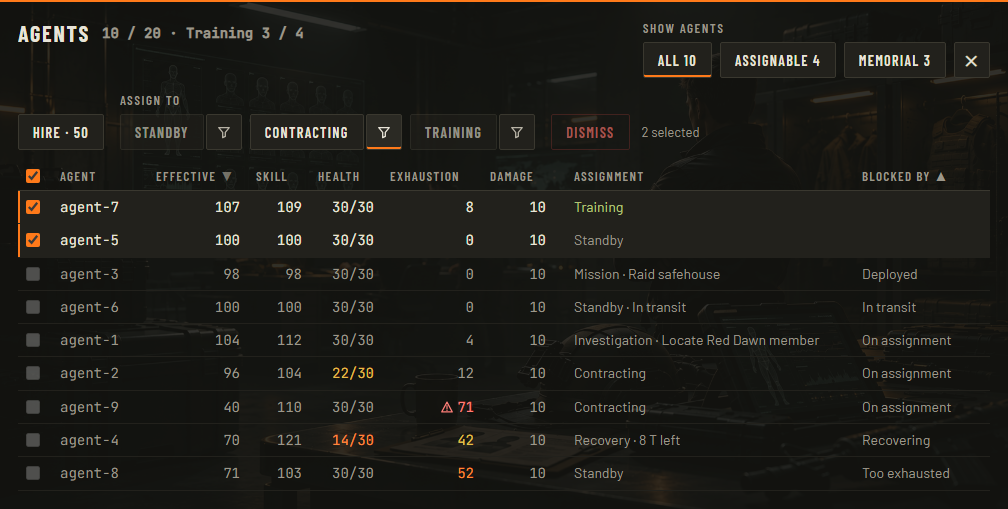 AGENTS 10 / 20 · Training 3 / 4
SHOW AGENTS
ALL 10 ASSIGNABLE 4 MEMORIAL 3 ✕
ASSIGN TO
HIRE · 50 STANDBY CONTRACTING TRAINING DISMISS 2 selected
AGENT EFFECTIVE ▼ SKILL HEALTH EXHAUSTION DAMAGE ASSIGNMENT BLOCKED BY ▲
agent-7 107 109 30/30 8 10 Training
agent-5 100 100 30/30 0 10 Standby
agent-3 98 98 30/30 0 10 Mission · Raid safehouse Deployed
agent-6 100 100 30/30 0 10 Standby · In transit In transit
agent-1 104 112 30/30 4 10 Investigation · Locate Red Dawn member On assignment
agent-2 96 104 22/30 12 10 Contracting On assignment
agent-9 40 110 30/30 ⚠ 71 10 Contracting On assignment
agent-4 70 121 14/30 42 10 Recovery · 8 T left Recovering
agent-8 71 103 30/30 52 10 Standby Too exhausted